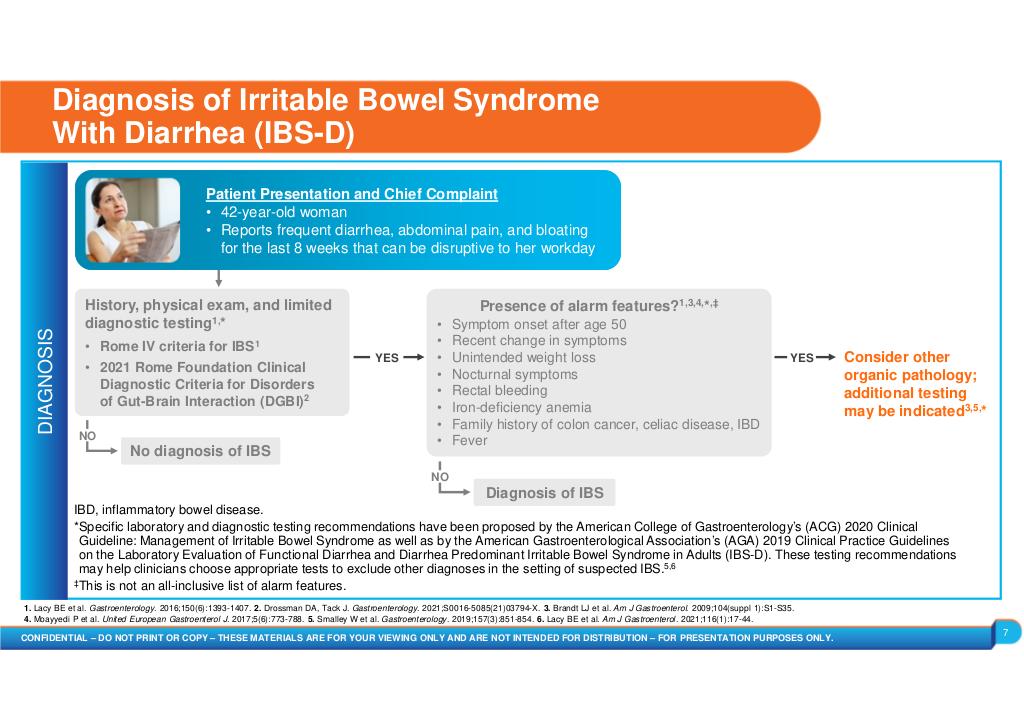 Diagnosis of Irritable Bowel Syndrome
With Diarrhea (IBS-D)
DIAGNOSIS
Patient Presentation and Chief Complaint
• 42-year-old woman
• Reports frequent diarrhea, abdominal pain, and bloating
for the last 8 weeks that can be disruptive to her workday
History, physical exam, and limited
diagnostic testing1,*
• Rome IV criteria for IBS1
• 2021 Rome Foundation Clinical
Diagnostic Criteria for Disorders
of Gut-Brain Interaction (DGBI)2
YES
NO
No diagnosis of IBS
Presence of alarm features?1,3,4,*,‡
• Symptom onset after age 50
• Recent change in symptoms
• Unintended weight loss
• Nocturnal symptoms
• Rectal bleeding
• Iron-deficiency anemia
• Family history of colon cancer, celiac disease, IBD
• Fever
YES
Consider other
organic pathology;
additional testing
may be indicated3,5,*
NO
Diagnosis of IBS
IBD, inflammatory bowel disease.
*Specific laboratory and diagnostic testing recommendations have been proposed by the American College of Gastroenterology's (ACG) 2020 Clinical
Guideline: Management of Irritable Bowel Syndrome as well as by the American Gastroenterological Association's (AGA) 2019 Clinical Practice Guidelines
on the Laboratory Evaluation of Functional Diarrhea and Diarrhea Predominant Irritable Bowel Syndrome in Adults (IBS-D). These testing recommendations
may help clinicians choose appropriate tests to exclude other diagnoses in the setting of suspected IBS.5,6
‡This is not an all-inclusive list of alarm features.
1. Lacy BE et al. Gastroenterology. 2016;150(6):1393-1407. 2. Drossman DA, Tack J. Gastroenterology. 2021;S0016-5085(21)03794-X. 3. Brandt LJ et al. Am J Gastroenterol. 2009;104(suppl 1):S1-S35.
4. Moayyedi P et al. United European Gastroenterol J. 2017;5(6):773-788. 5. Smalley W et al. Gastroenterology. 2019;157(3):851-854. 6. Lacy BE et al. Am J Gastroenterol. 2021;116(1):17-44.
CONFIDENTIAL – DO NOT PRINT OR COPY – THESE MATERIALS ARE FOR YOUR VIEWING ONLY AND ARE NOT INTENDED FOR DISTRIBUTION – FOR PRESENTATION PURPOSES ONLY.
7